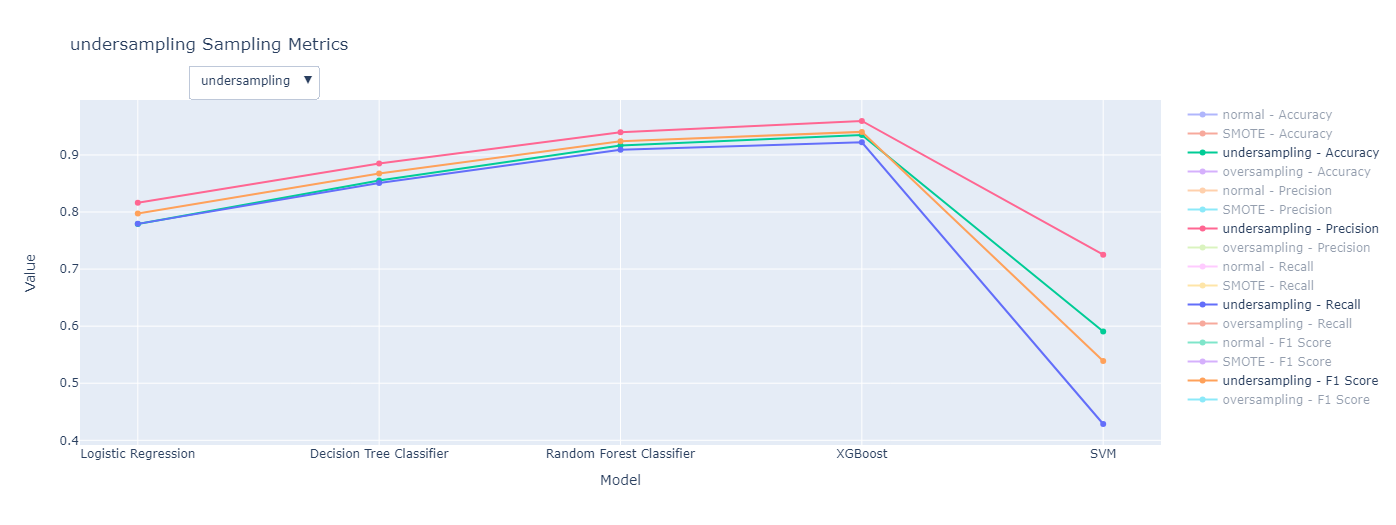 undersampling Sampling Metrics
undersampling ▼
Value
0.9
0.8
0.7
0.6
0.5
0.4
Logistic Regression
Decision Tree Classifier
Random Forest Classifier
XGBoost
SVM
Model
normal - Accuracy
SMOTE - Accuracy
undersampling - Accuracy
oversampling - Accuracy
normal - Precision
SMOTE - Precision
undersampling - Precision
oversampling - Precision
normal - Recall
SMOTE - Recall
undersampling - Recall
oversampling - Recall
normal - F1 Score
SMOTE - F1 Score
undersampling - F1 Score
oversampling - F1 Score